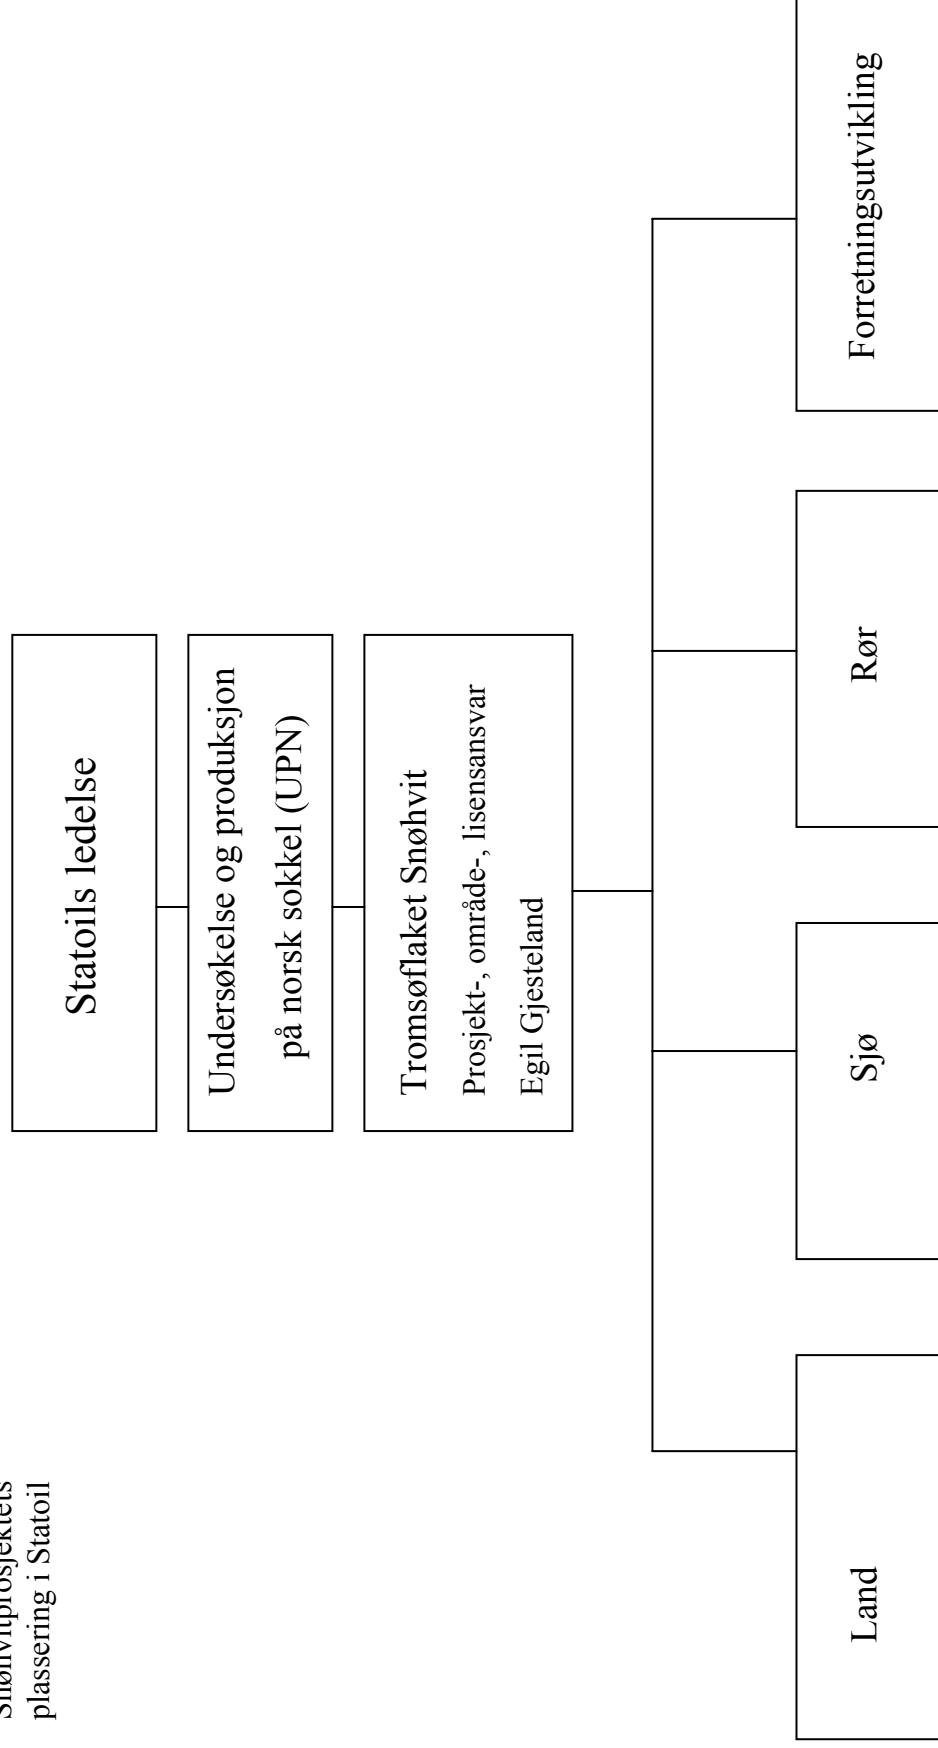 Snøhvitprosjektets
plassering i Statoil
Statoils ledelse
Undersøkelse og produksjon
på norsk sokkel (UPN)
Tromsøflaket Snøhvit
Prosjekt-, område-, lisensansvar
Egil Gjesteland
Land
Sjø
Rør
Forretningsutvikling